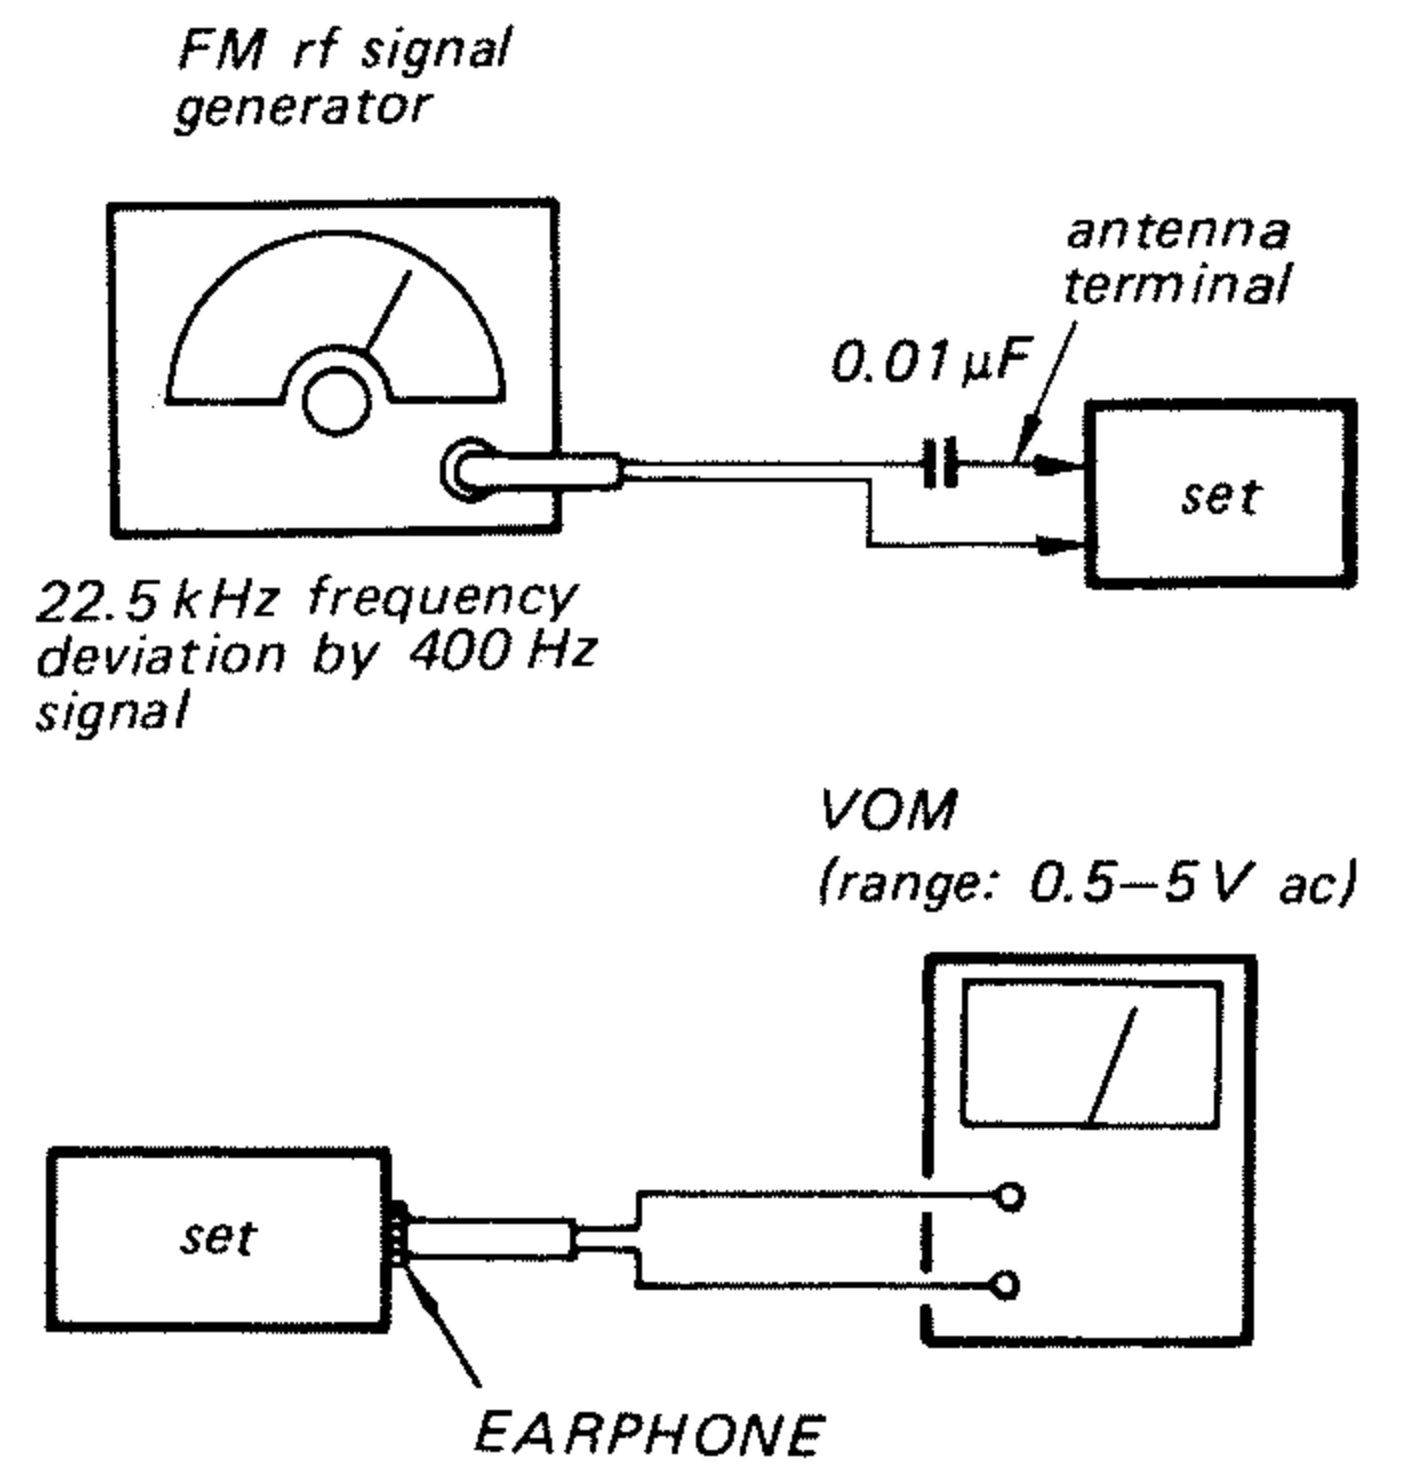 FM rf signal
generator
antenna
terminal
0.01 µF
set
22.5 kHz frequency
deviation by 400 Hz
signal
VOM
(range: 0.5–5 V ac)
set
EARPHONE